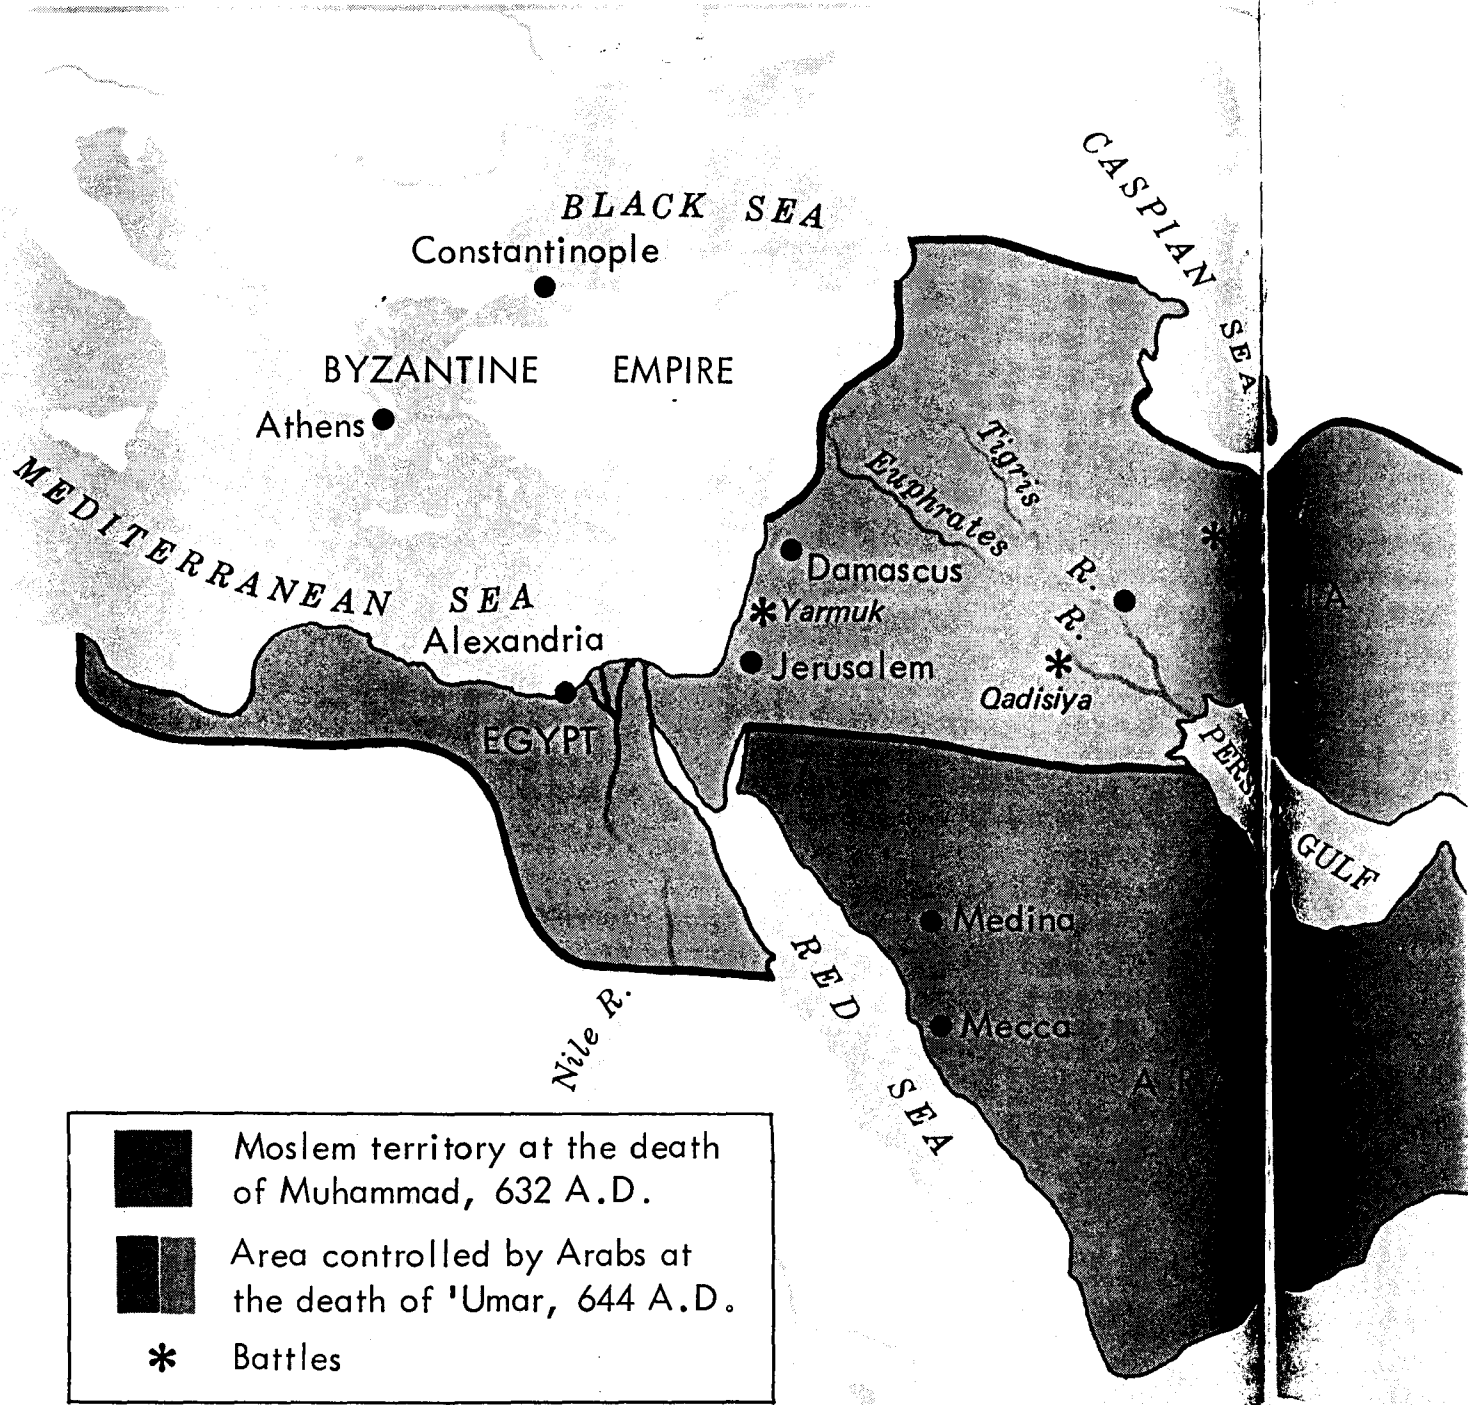 BLACK SEA
CASPIAN SEA
Constantinople
BYZANTINE EMPIRE
Athens
MEDITERRANEAN SEA
Tigris
Euphrates
R.
R.
Damascus
*Yarmuk
Alexandria
Jerusalem
Qadisiya
EGYPT
PERS
GULF
Medina
RED SEA
Mecca
Nile R.
Moslem territory at the death
of Muhammad, 632 A.D.
Area controlled by Arabs at
the death of 'Umar, 644 A.D.
* Battles